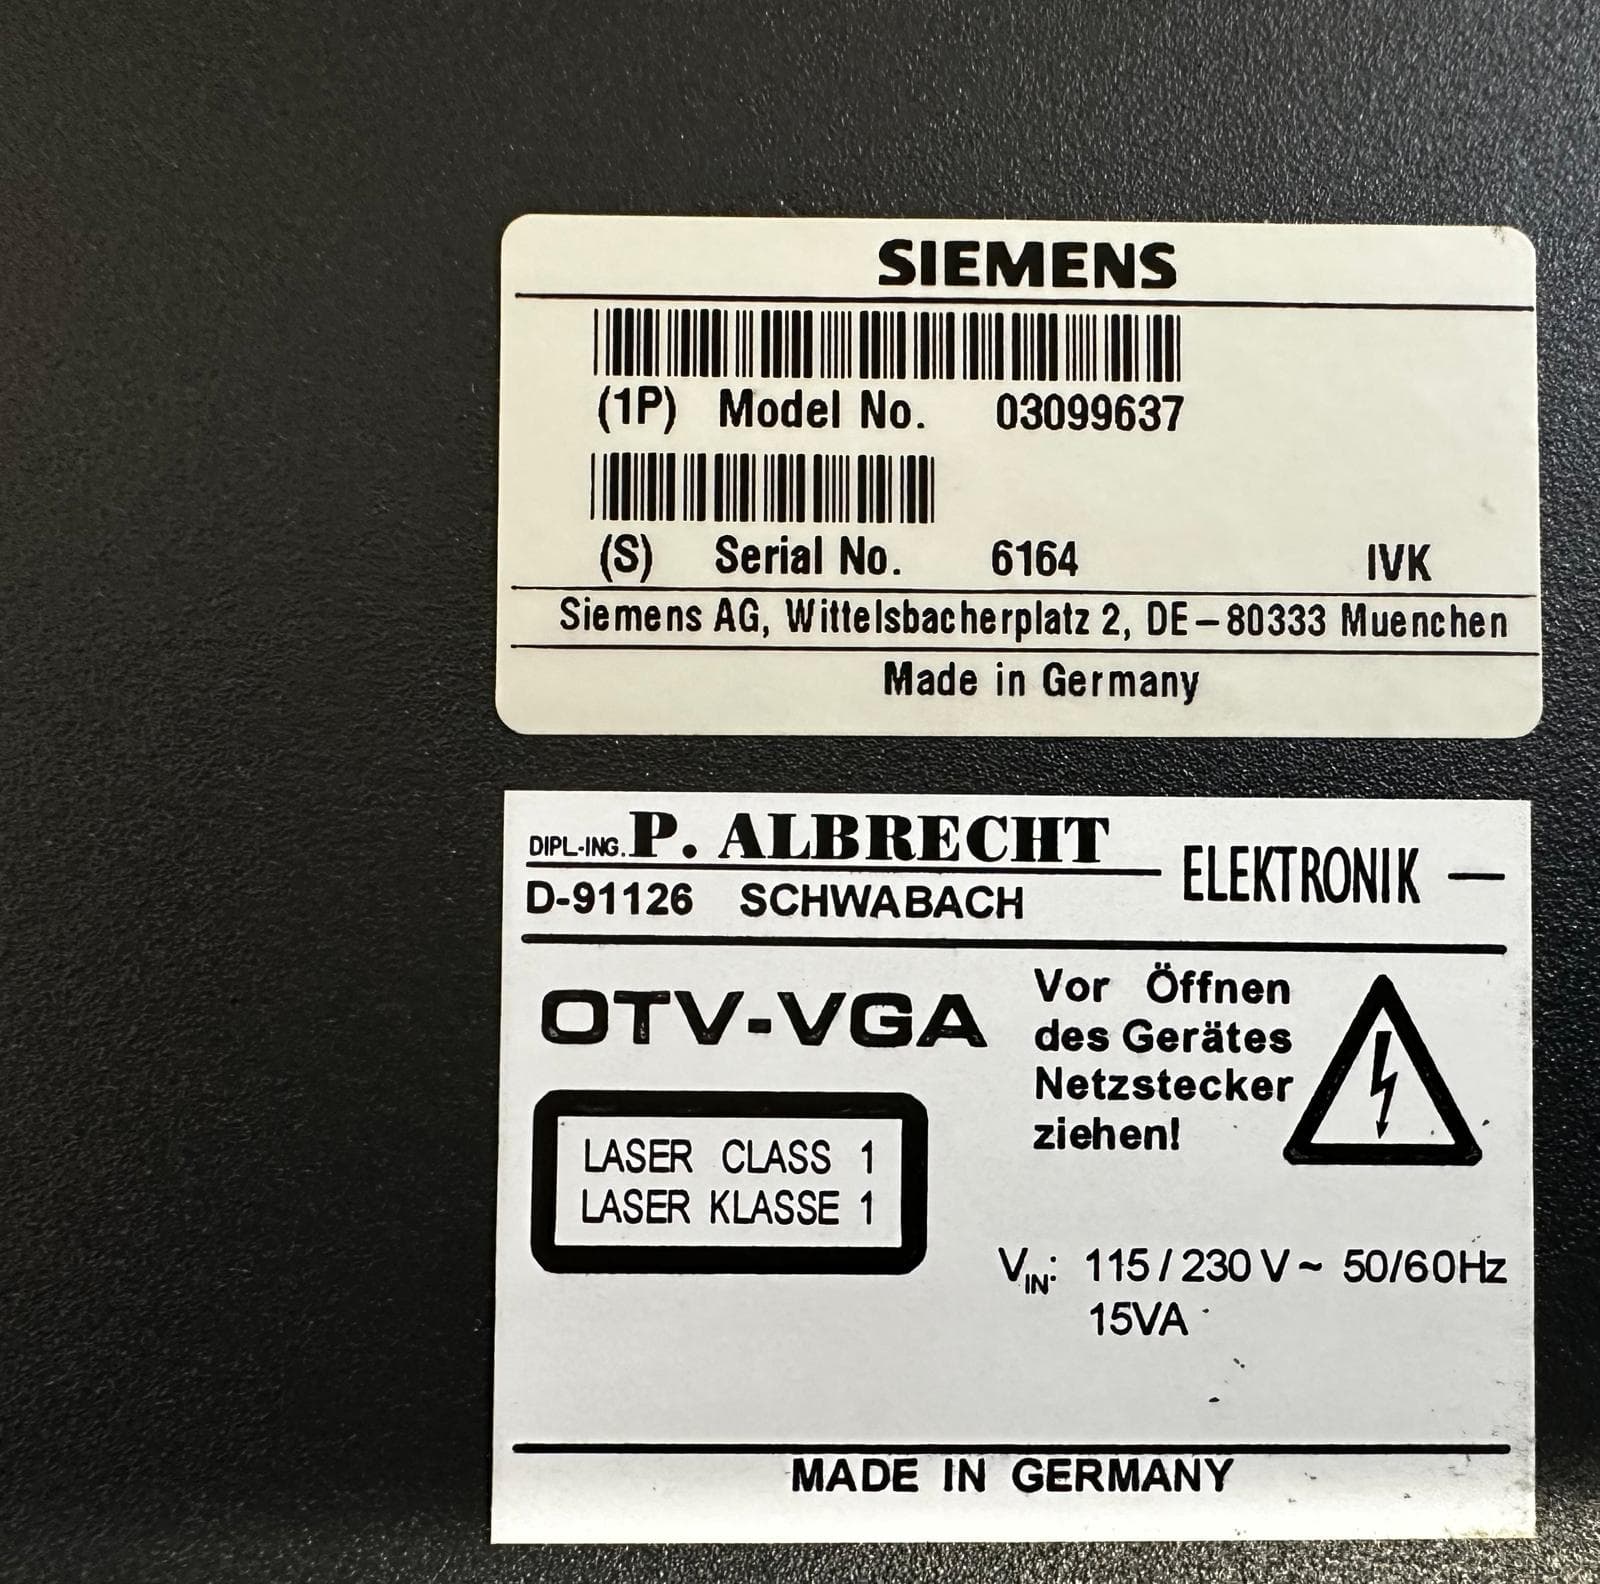 SIEMENS
(1P) Model No. 03099637
(S) Serial No. 6164 IVK
Siemens AG, Wittelsbacherplatz 2, DE-80333 Muenchen
Made in Germany
DIPL.-ING. P. ALBRECHT ELEKTRONIK
D-91126 SCHWABACH
OTV-VGA
Vor Öffnen
des Gerätes
Netzstecker
ziehen!
LASER CLASS 1
LASER KLASSE 1
VIN: 115/230 V~ 50/60Hz
15VA
MADE IN GERMANY